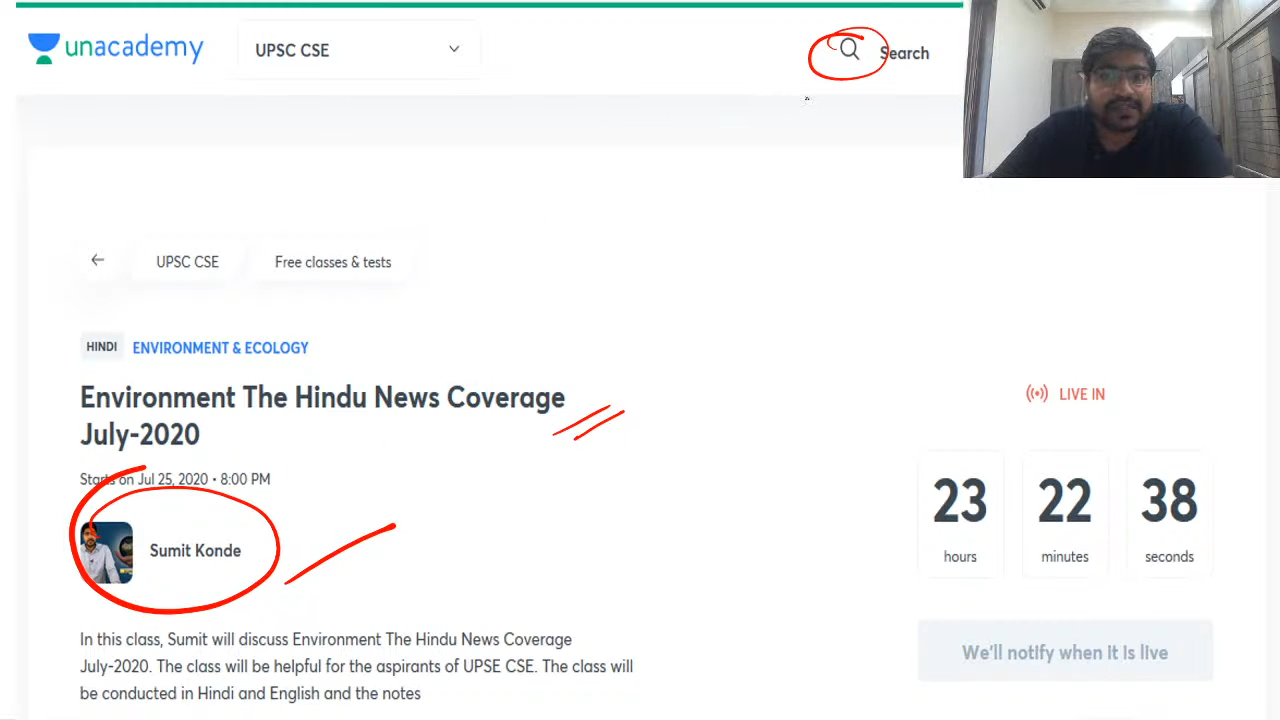 unacademy
UPSC CSE
Search
UPSC CSE
Free classes & tests
HINDI
ENVIRONMENT & ECOLOGY
Environment The Hindu News Coverage
July-2020
Starts on Jul 25, 2020 • 8:00 PM
Sumit Konde
In this class, Sumit will discuss Environment The Hindu News Coverage
July-2020. The class will be helpful for the aspirants of UPSE CSE. The class will
be conducted in Hindi and English and the notes
LIVE IN
23 22 38
hours minutes seconds
We'll notify when it is live